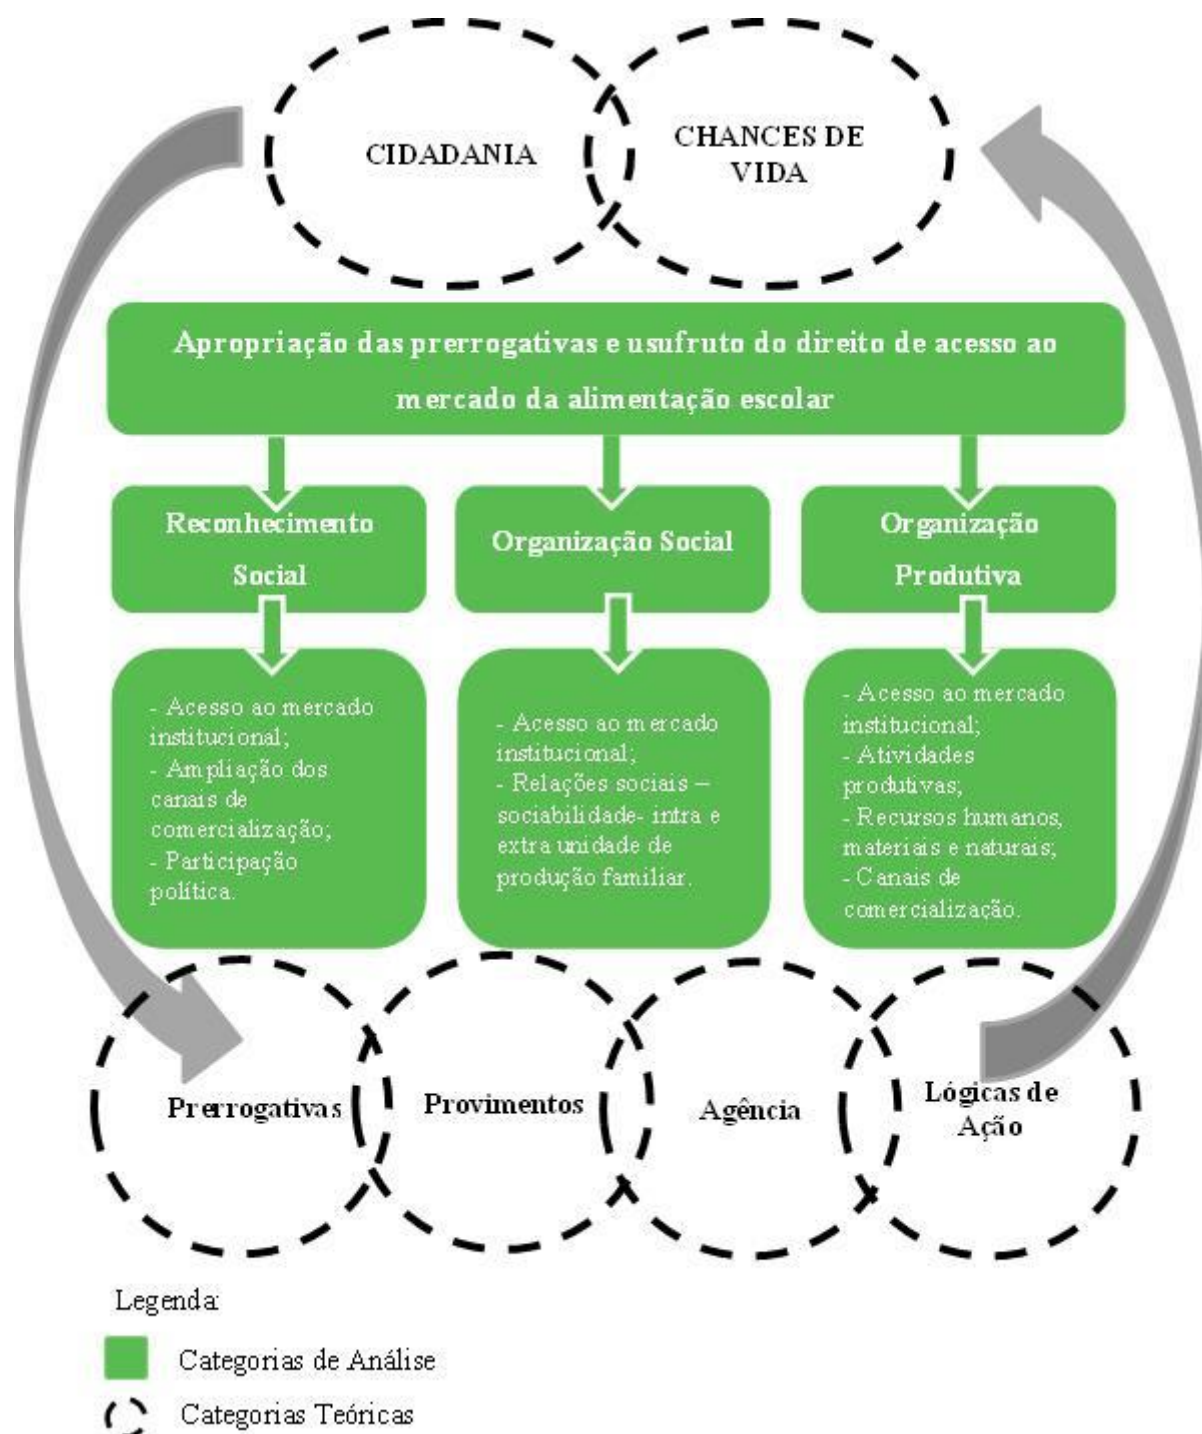 CIDADANIA
CHANCES DE
VIDA
Apropriação das prerrogativas e usufruto do direito de acesso ao
mercado da alimentação escolar
Reconhecimento
Social
Organização Social
Organização
Produtiva
- Acesso ao mercado
institucional;
- Ampliação dos
canais de
comercialização;
- Participação
política.
- Acesso ao mercado
institucional;
- Relações sociais –
sociabilidade- intra e
extra unidade de
produção familiar.
- Acesso ao mercado
institucional;
- Atividades
produtivas;
- Recursos humanos,
materiais e naturais;
- Canais de
comercialização.
Prerrogativas
Provimentos
Agência
Lógicas de
Ação
Legenda:
Categorias de Análise
Categorias Teóricas